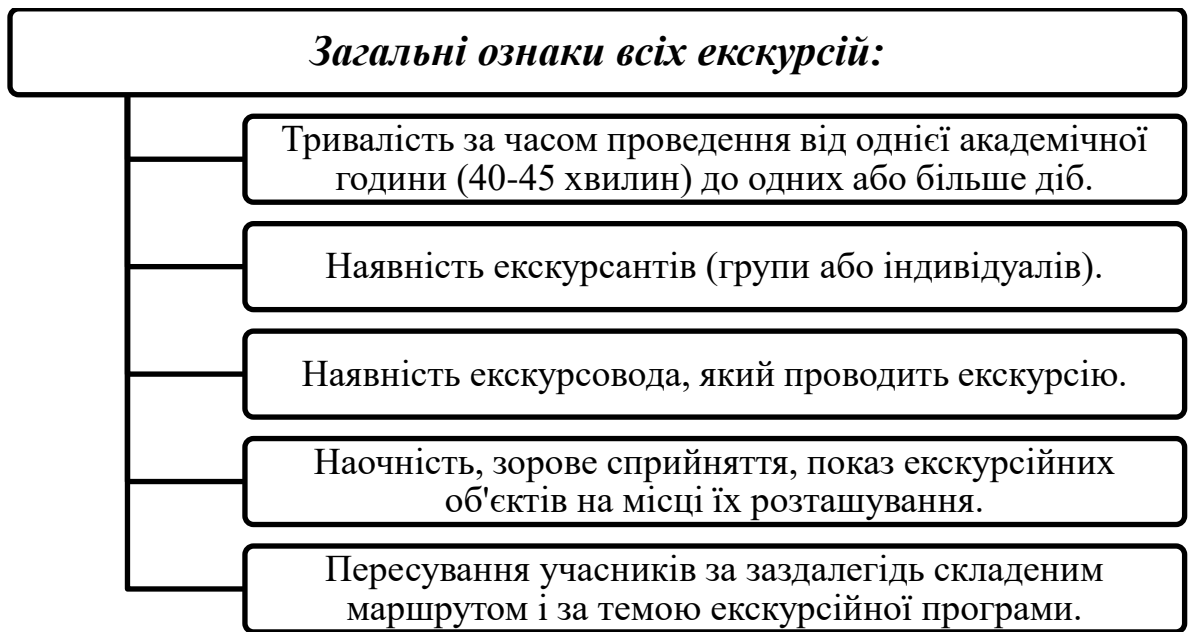 Загальні ознаки всіх екскурсій:
Тривалість за часом проведення від однієї академічної
години (40-45 хвилин) до одних або більше діб.
Наявність екскурсантів (групи або індивідуалів).
Наявність екскурсовода, який проводить екскурсію.
Наочність, зорове сприйняття, показ екскурсійних
об'єктів на місці їх розташування.
Пересування учасників за заздалегідь складеним
маршрутом і за темою екскурсійної програми.